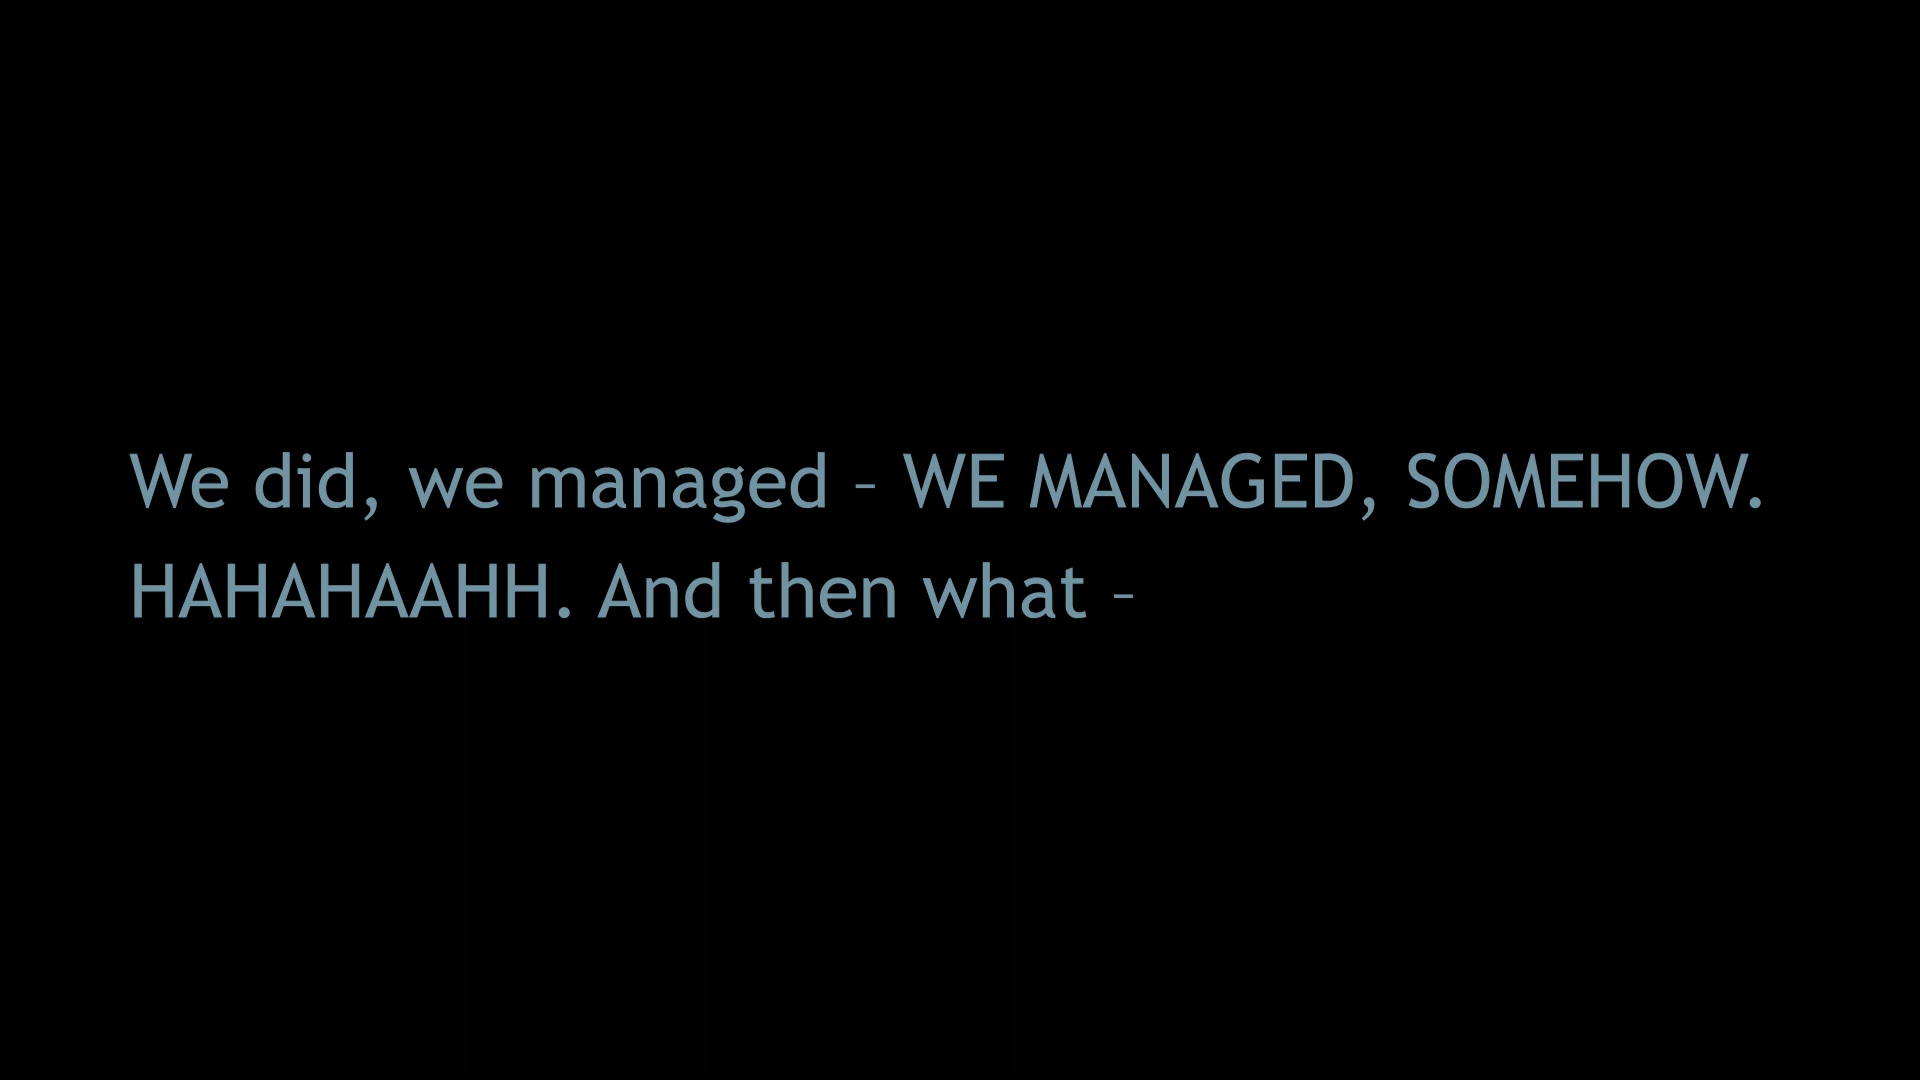 We did, we managed – WE MANAGED, SOMEHOW.
HAHAHAAHH. And then what –